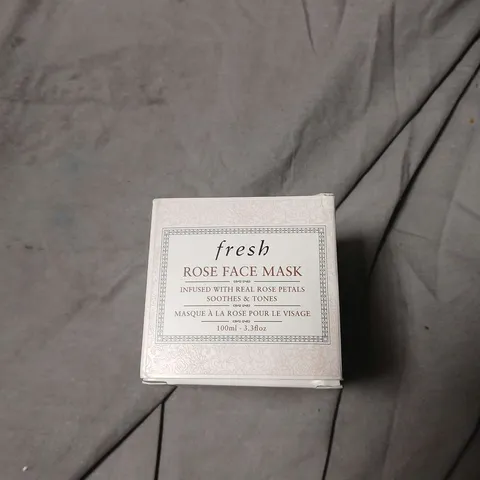 fresh
ROSE FACE MASK
INFUSED WITH REAL ROSE PETALS
SOOTHES & TONES
MASQUE À LA ROSE POUR LE VISAGE
100ml - 3.3floz